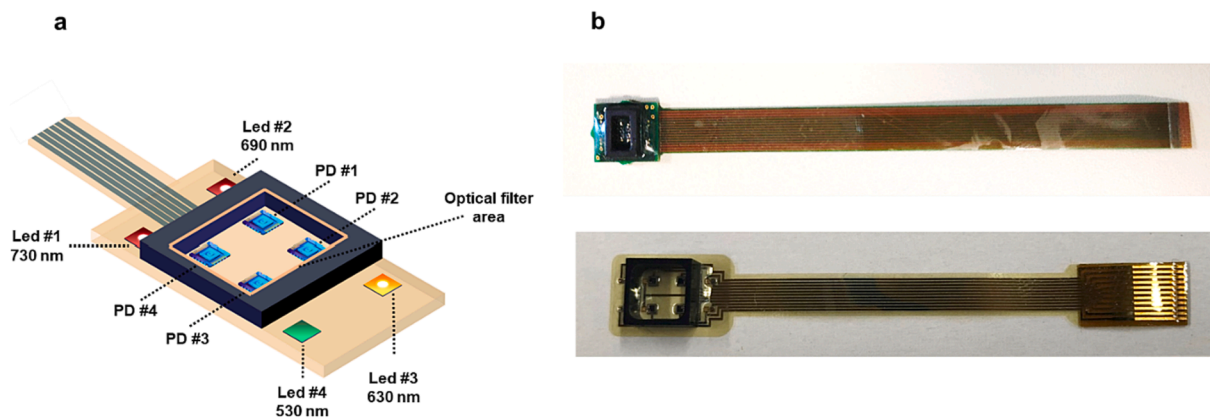 a
b
Led #2
690 nm
PD #1
PD #2
Optical filter
area
Led #1
730 nm
PD #4
PD #3
Led #4
530 nm
Led #3
630 nm